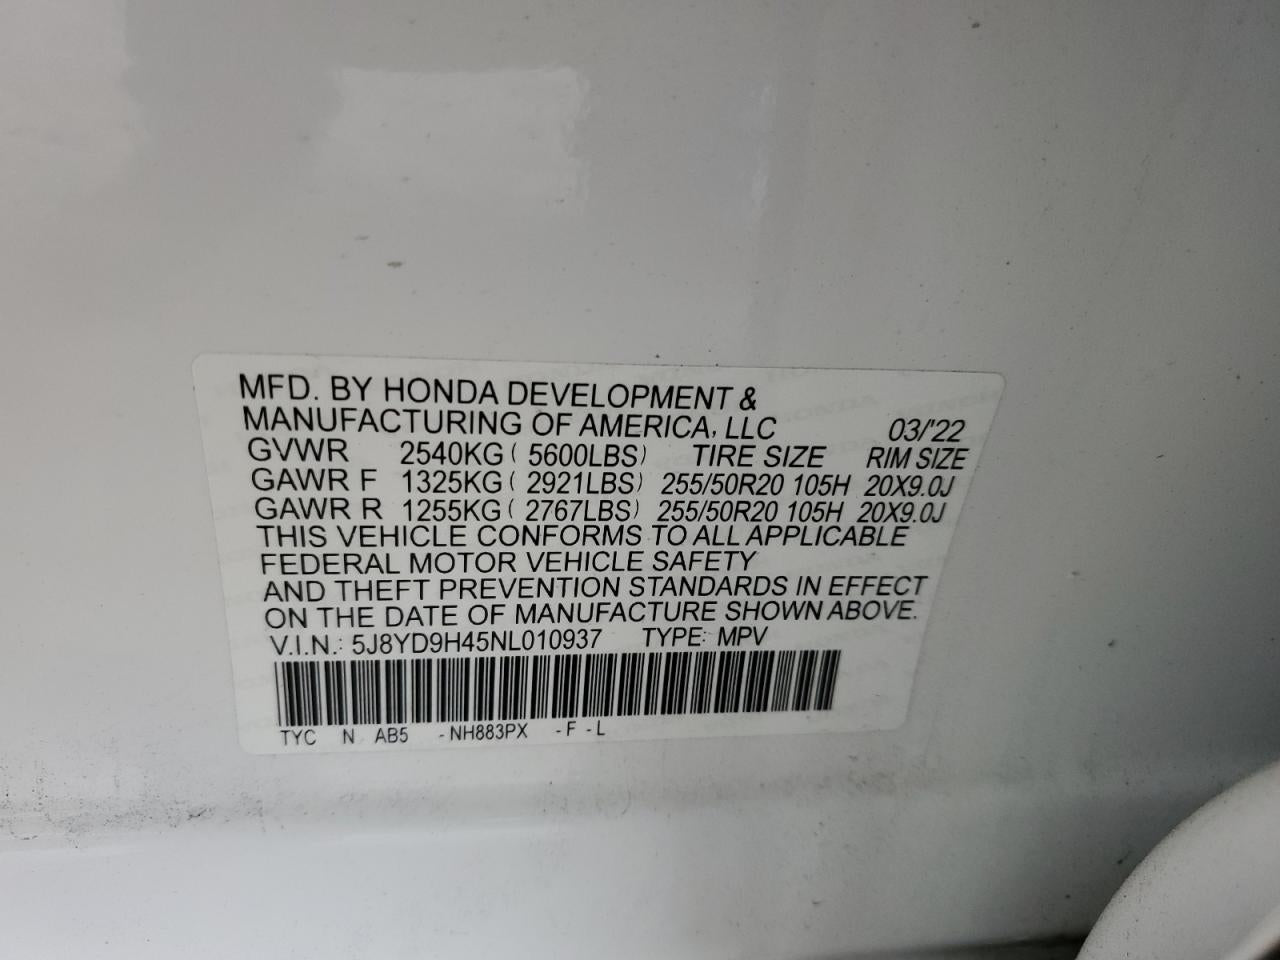 MFD. BY HONDA DEVELOPMENT &
MANUFACTURING OF AMERICA, LLC 03/'22
GVWR 2540KG ( 5600LBS) TIRE SIZE RIM SIZE
GAWR F 1325KG ( 2921LBS) 255/50R20 105H 20X9.0J
GAWR R 1255KG ( 2767LBS) 255/50R20 105H 20X9.0J
THIS VEHICLE CONFORMS TO ALL APPLICABLE
FEDERAL MOTOR VEHICLE SAFETY
AND THEFT PREVENTION STANDARDS IN EFFECT
ON THE DATE OF MANUFACTURE SHOWN ABOVE.
V.I.N.: 5J8YD9H45NL010937 TYPE: MPV
TYC N AB5 -NH883PX -F -L